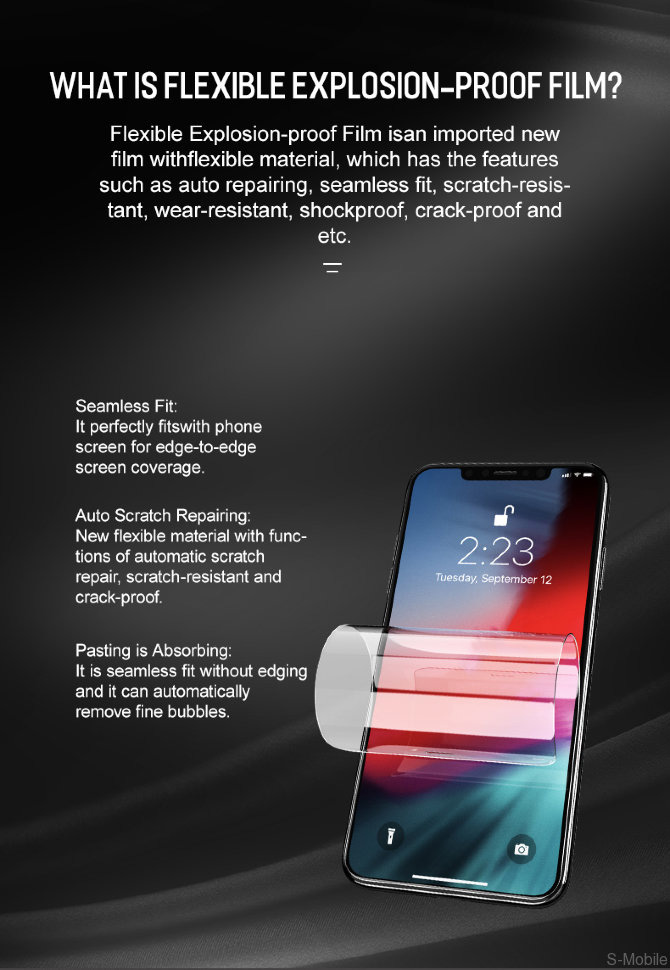 WHAT IS FLEXIBLE EXPLOSION-PROOF FILM?
Flexible Explosion-proof Film isan imported new
film withflexible material, which has the features
such as auto repairing, seamless fit, scratch-resis-
tant, wear-resistant, shockproof, crack-proof and
etc.
Seamless Fit:
It perfectly fitswith phone
screen for edge-to-edge
screen coverage.
Auto Scratch Repairing:
New flexible material with func-
tions of automatic scratch
repair, scratch-resistant and
crack-proof.
Pasting is Absorbing:
It is seamless fit without edging
and it can automatically
remove fine bubbles.
2:23
Tuesday, September 12
S-Mobile